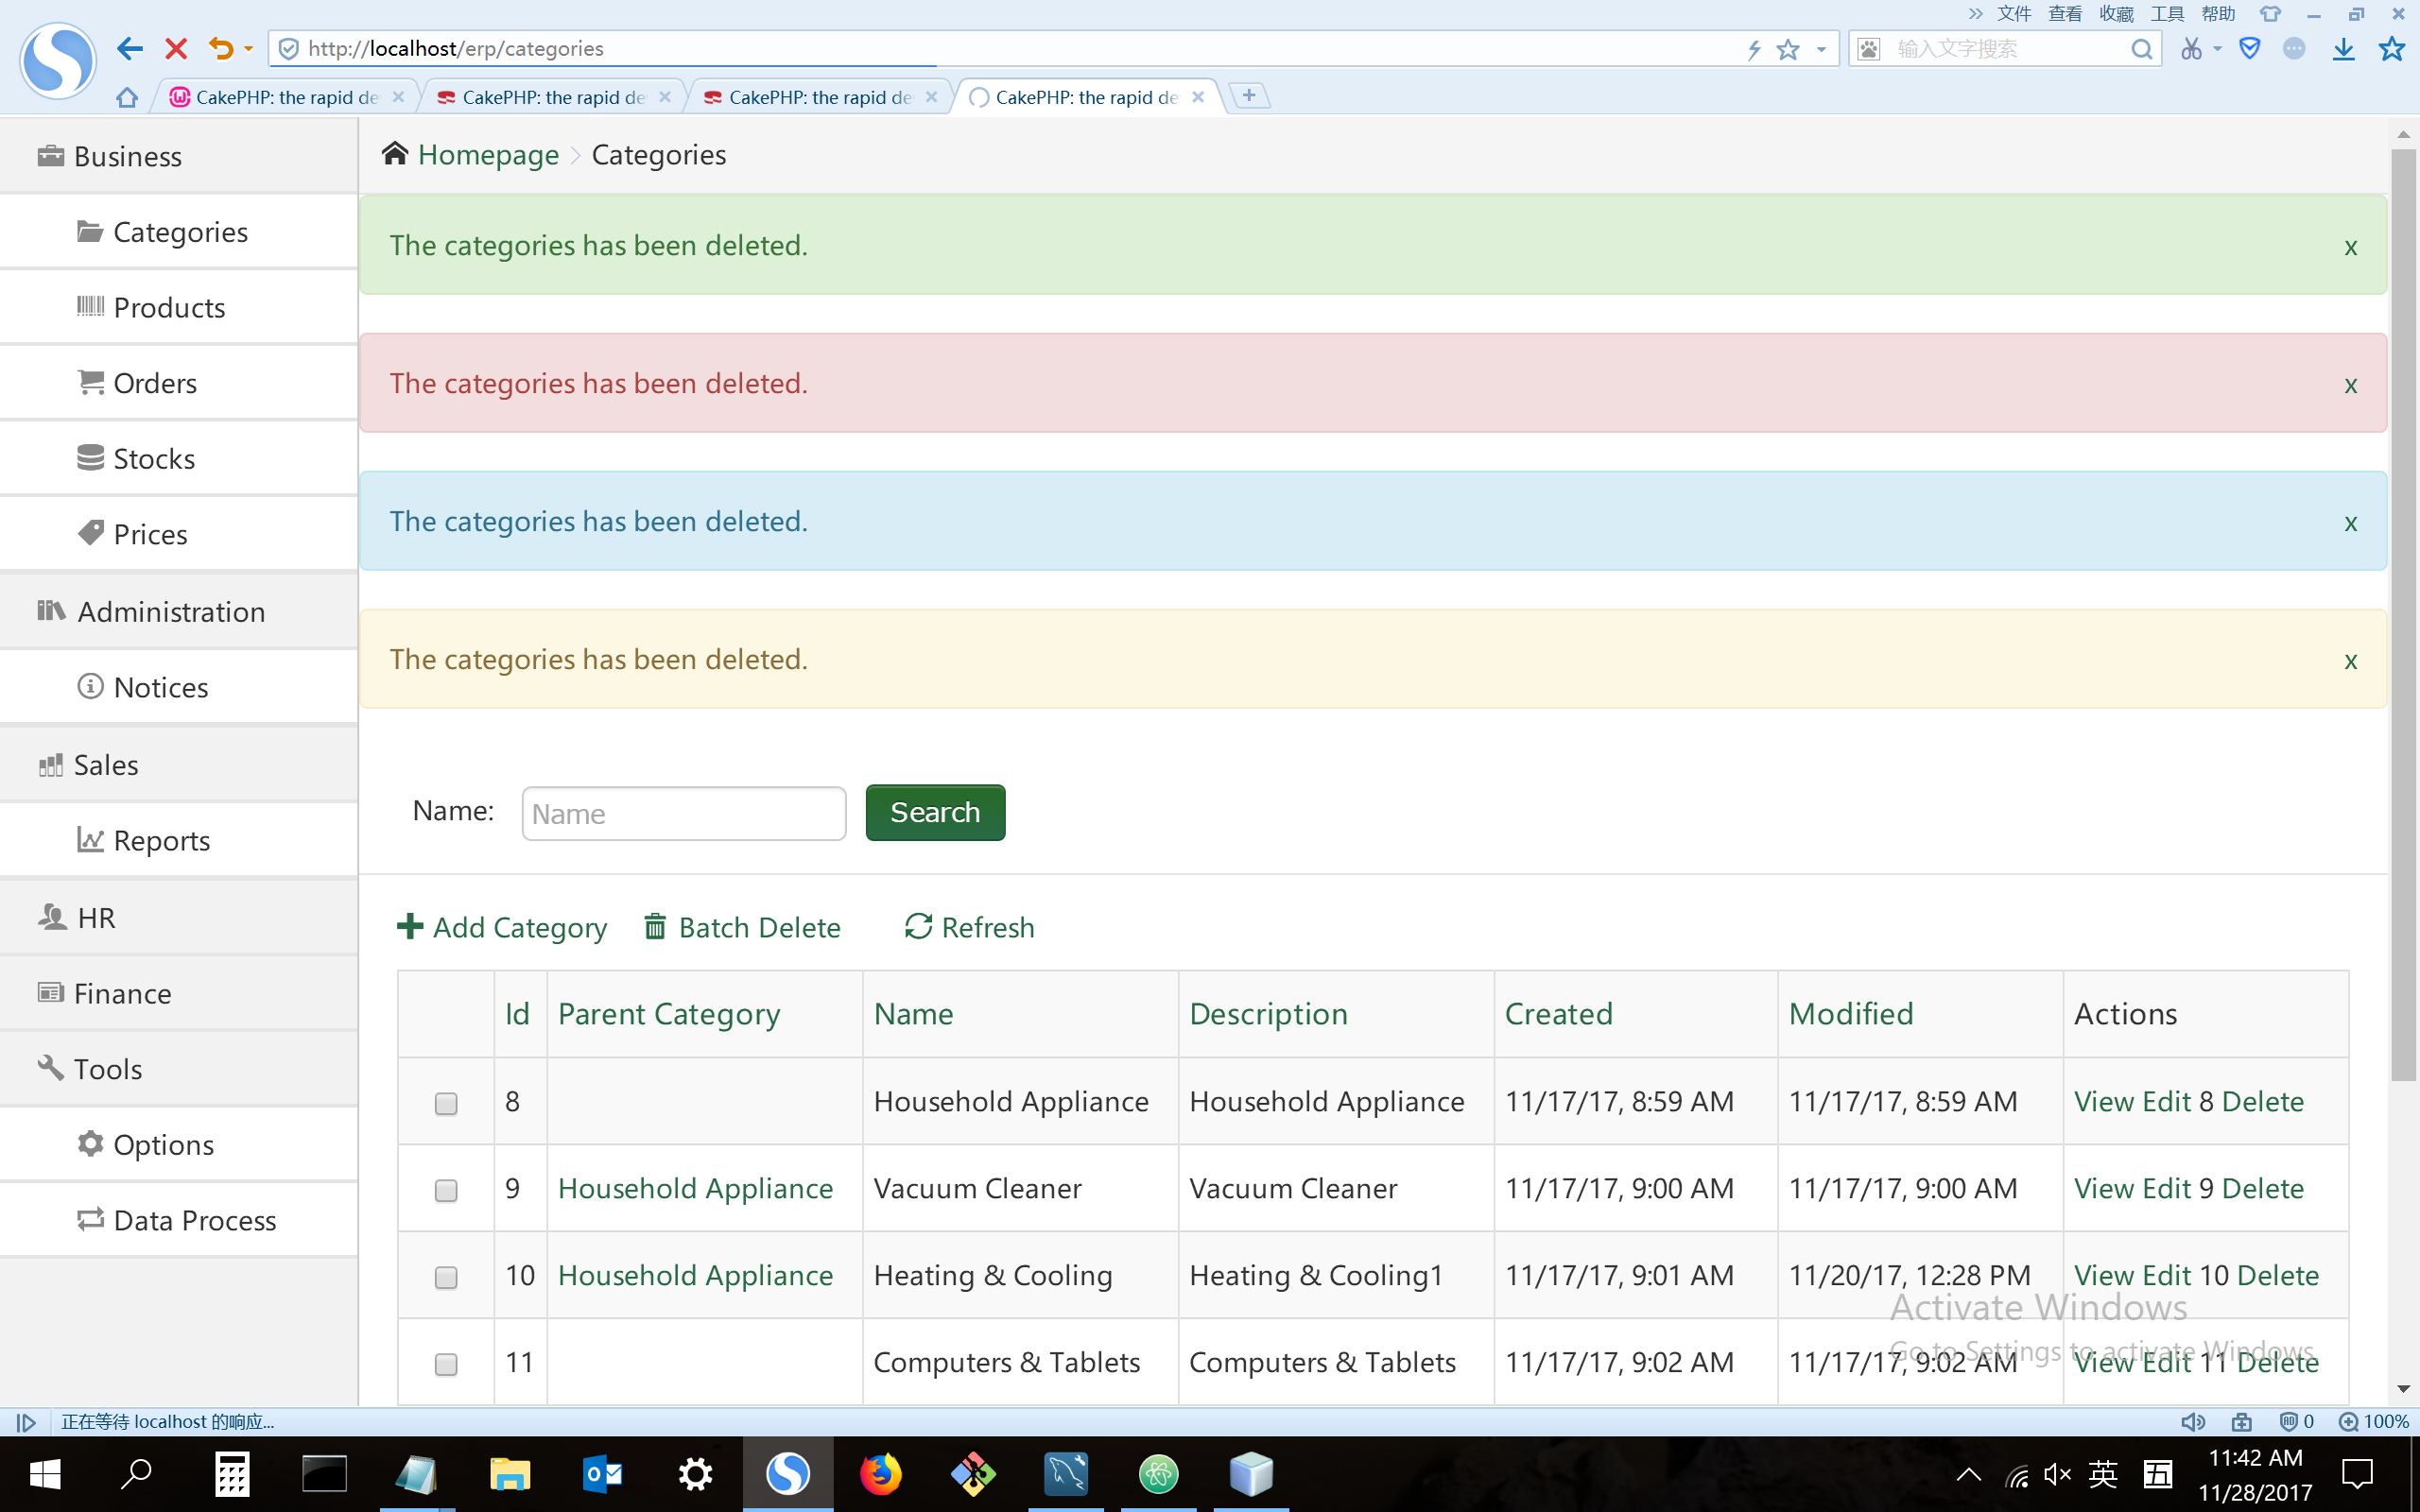 文件 查看 收藏 工具 帮助
http://localhost/erp/categories
输入文字搜索
CakePHP: the rapid de
CakePHP: the rapid de
CakePHP: the rapid de
CakePHP: the rapid de
Business
Categories
Products
Orders
Stocks
Prices
Administration
Notices
Sales
Reports
HR
Finance
Tools
Options
Data Process
Homepage Categories
The categories has been deleted. x
The categories has been deleted. x
The categories has been deleted. x
The categories has been deleted. x
Name: Name Search
Add Category Batch Delete Refresh
Id Parent Category Name Description Created Modified Actions
8 Household Appliance Household Appliance 11/17/17, 8:59 AM 11/17/17, 8:59 AM View Edit 8 Delete
9 Household Appliance Vacuum Cleaner Vacuum Cleaner 11/17/17, 9:00 AM 11/17/17, 9:00 AM View Edit 9 Delete
10 Household Appliance Heating & Cooling Heating & Cooling1 11/17/17, 9:01 AM 11/20/17, 12:28 PM View Edit 10 Delete
Activate Windows
11 Computers & Tablets Computers & Tablets 11/17/17, 9:02 AM 11/17/17, 9:02 AM View Edit 11 Delete
Go to Settings to activate Windows.
正在等待 localhost 的响应... 0 100%
英 五 11:42 AM
11/28/2017